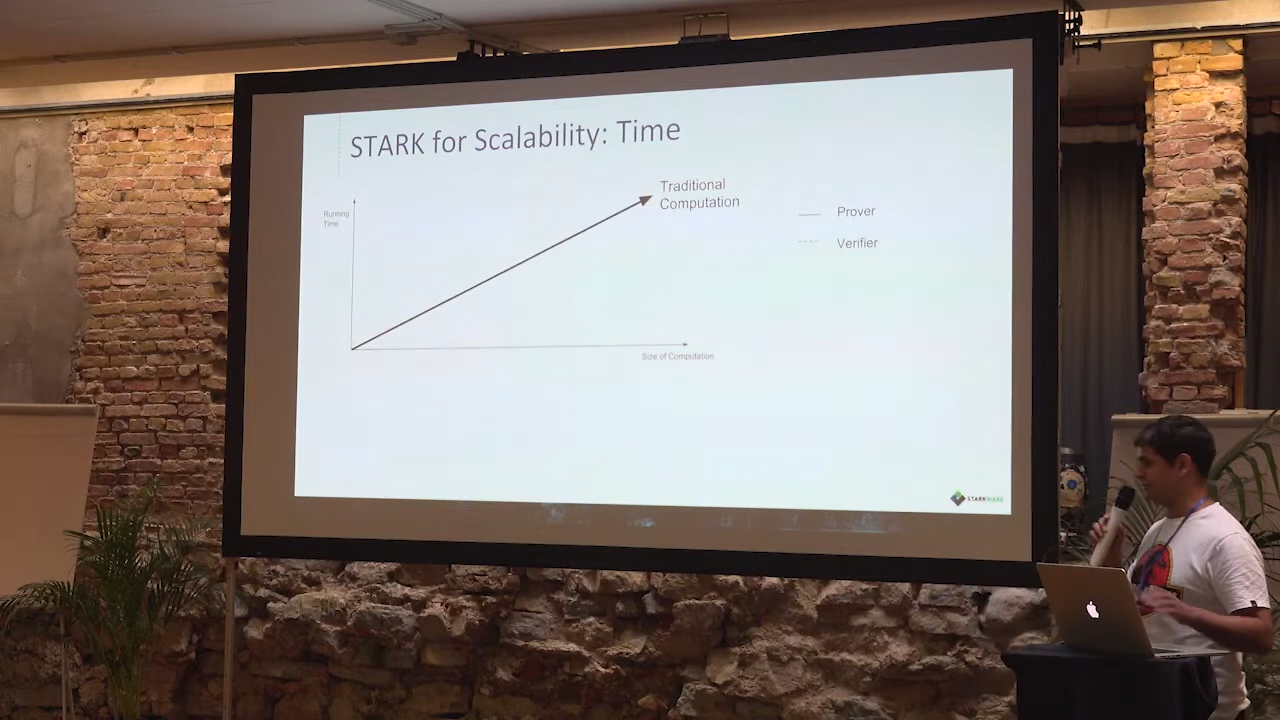 STARK for Scalability: Time
Running
Time
Traditional
Computation
Prover
Verifier
Size of Computation
STARKWARE